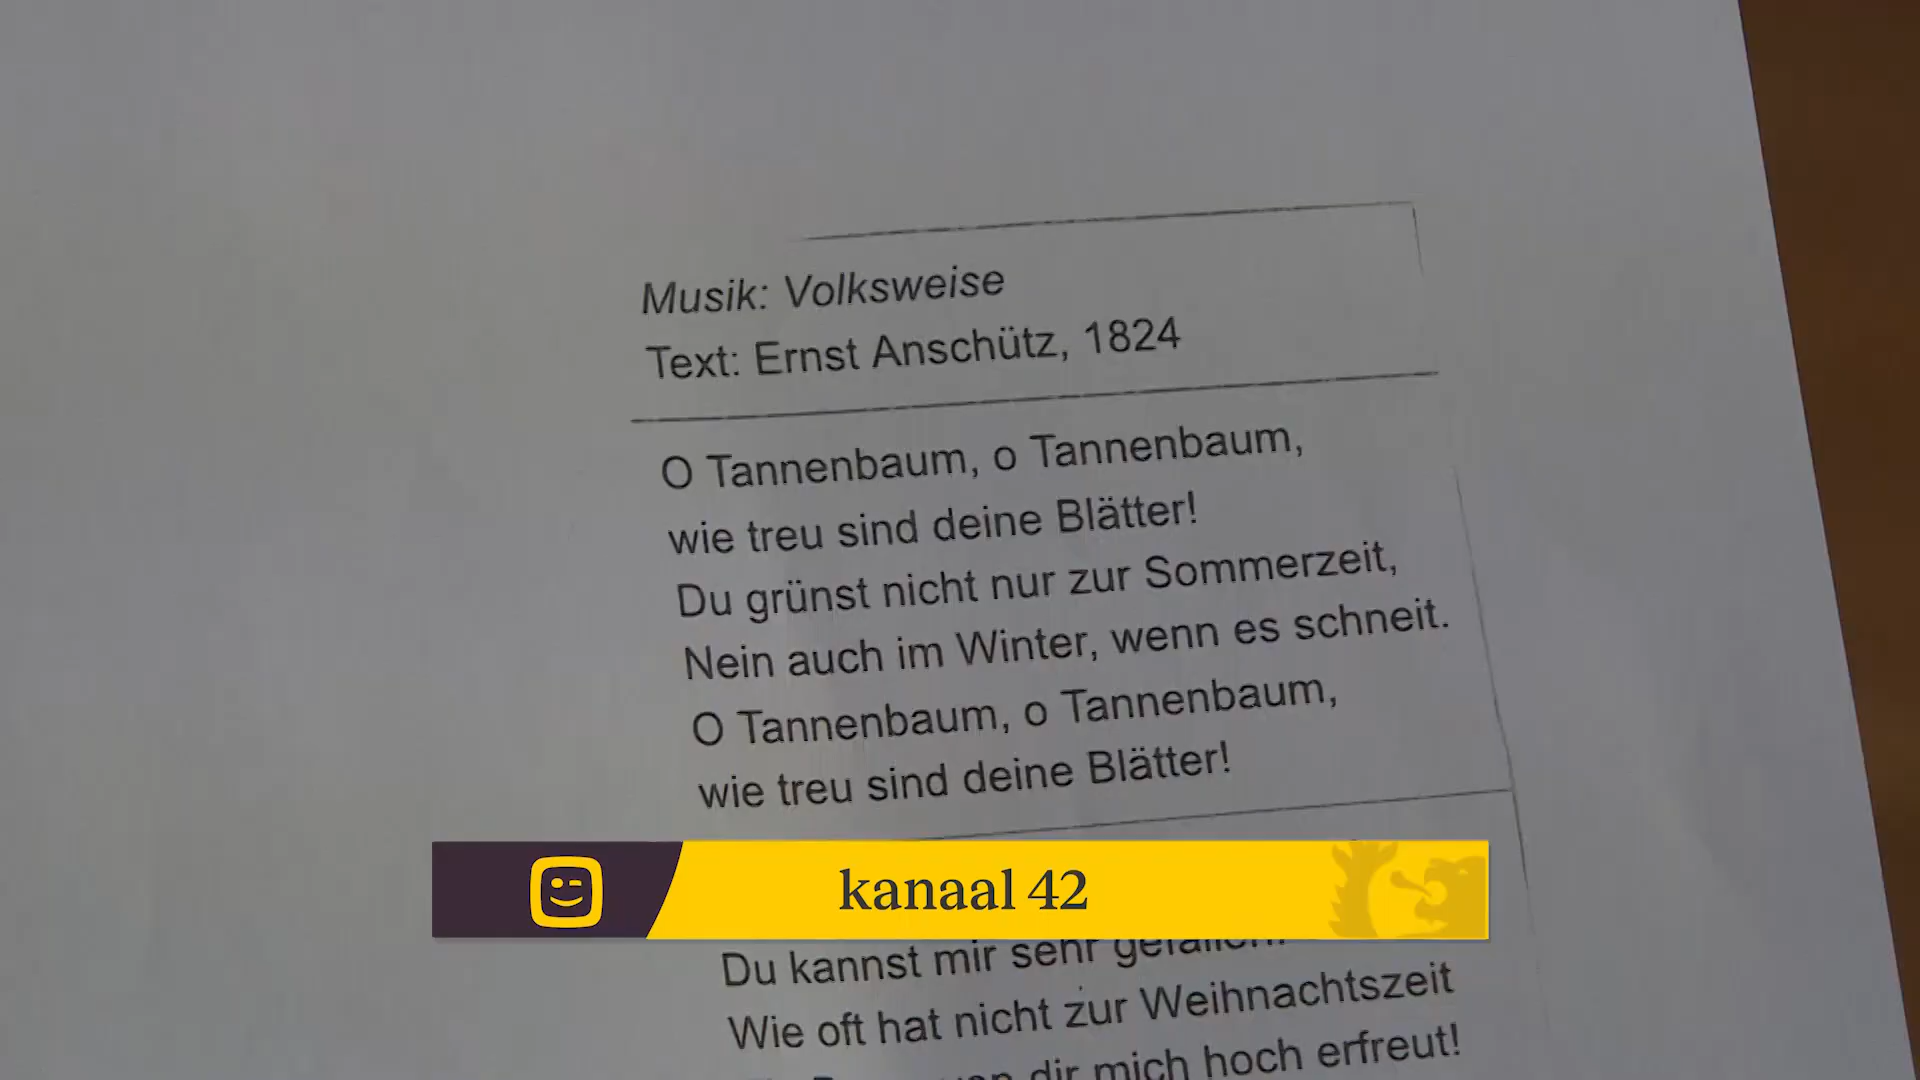 Musik: Volksweise
Text: Ernst Anschütz, 1824
O Tannenbaum, o Tannenbaum,
wie treu sind deine Blätter!
Du grünst nicht nur zur Sommerzeit,
Nein auch im Winter, wenn es schneit.
O Tannenbaum, o Tannenbaum,
wie treu sind deine Blätter!
kanaal 42
Du kannst mir sehr
Wie oft hat nicht zur Weihnachtszeit
dir mich hoch erfreut!